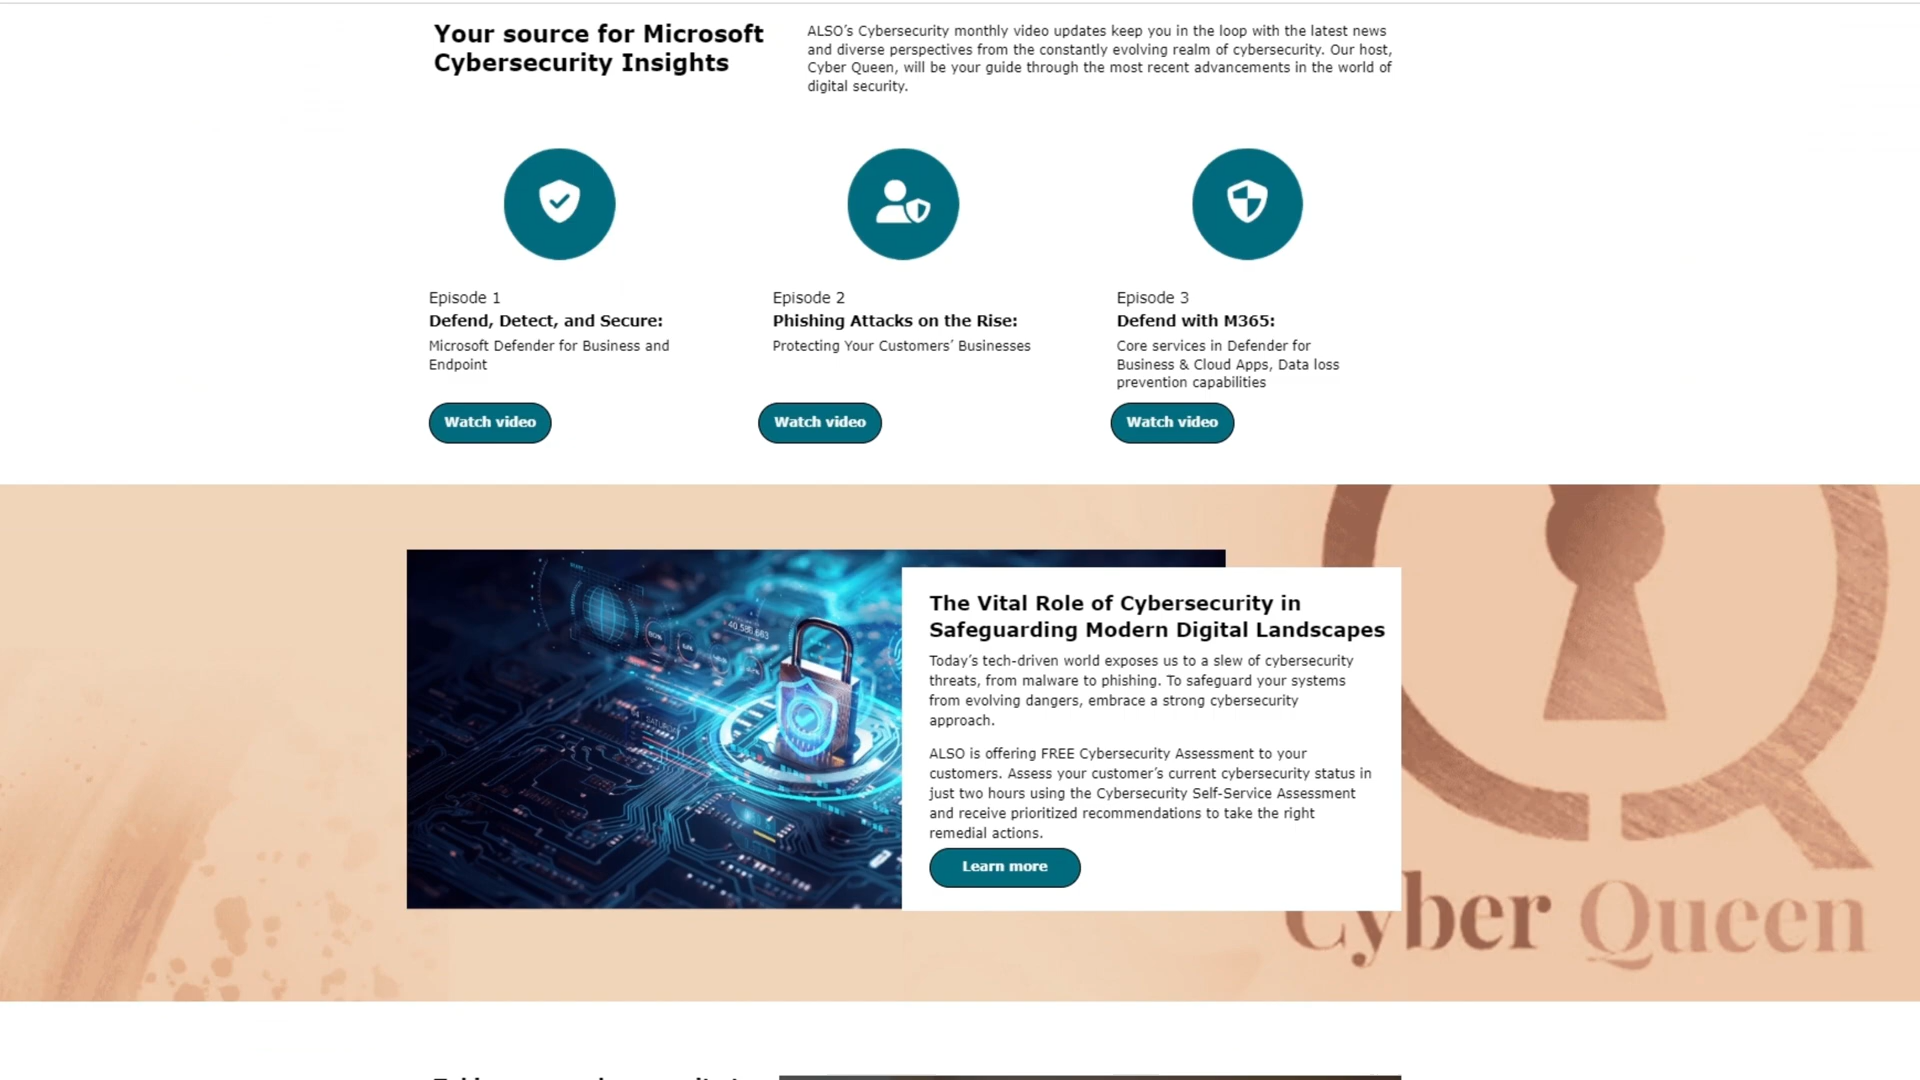 Your source for Microsoft
Cybersecurity Insights
ALSO’s Cybersecurity monthly video updates keep you in the loop with the latest news
and diverse perspectives from the constantly evolving realm of cybersecurity. Our host,
Cyber Queen, will be your guide through the most recent advancements in the world of
digital security.
Episode 1
Defend, Detect, and Secure:
Microsoft Defender for Business and
Endpoint
Watch video
Episode 2
Phishing Attacks on the Rise:
Protecting Your Customers’ Businesses
Watch video
Episode 3
Defend with M365:
Core services in Defender for
Business & Cloud Apps, Data loss
prevention capabilities
Watch video
The Vital Role of Cybersecurity in
Safeguarding Modern Digital Landscapes
Today’s tech-driven world exposes us to a slew of cybersecurity
threats, from malware to phishing. To safeguard your systems
from evolving dangers, embrace a strong cybersecurity
approach.
ALSO is offering FREE Cybersecurity Assessment to your
customers. Assess your customer’s current cybersecurity status in
just two hours using the Cybersecurity Self-Service Assessment
and receive prioritized recommendations to take the right
remedial actions.
Learn more
Cyber Queen